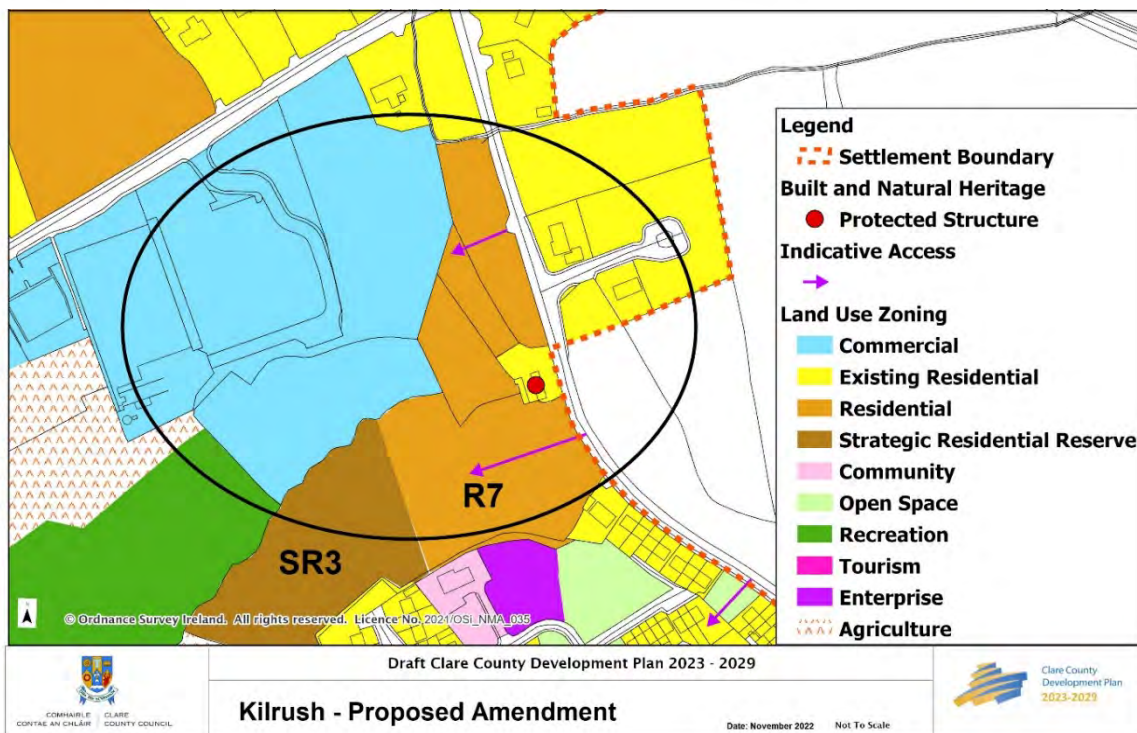 Legend
Settlement Boundary
Built and Natural Heritage
Protected Structure
Indicative Access
Land Use Zoning
Commercial
Existing Residential
Residential
Strategic Residential Reserve
Community
Open Space
Recreation
Tourism
Enterprise
Agriculture
R7
SR3
© Ordnance Survey Ireland. All rights reserved. Licence No. 2021/OSi_NMA_035
Draft Clare County Development Plan 2023 - 2029
Kilrush - Proposed Amendment
Date: November 2022 Not To Scale
COMHAIRLE CLARE
CONTAE AN CHLÁIR COUNTY COUNCIL
Clare County
Development Plan
2023-2029